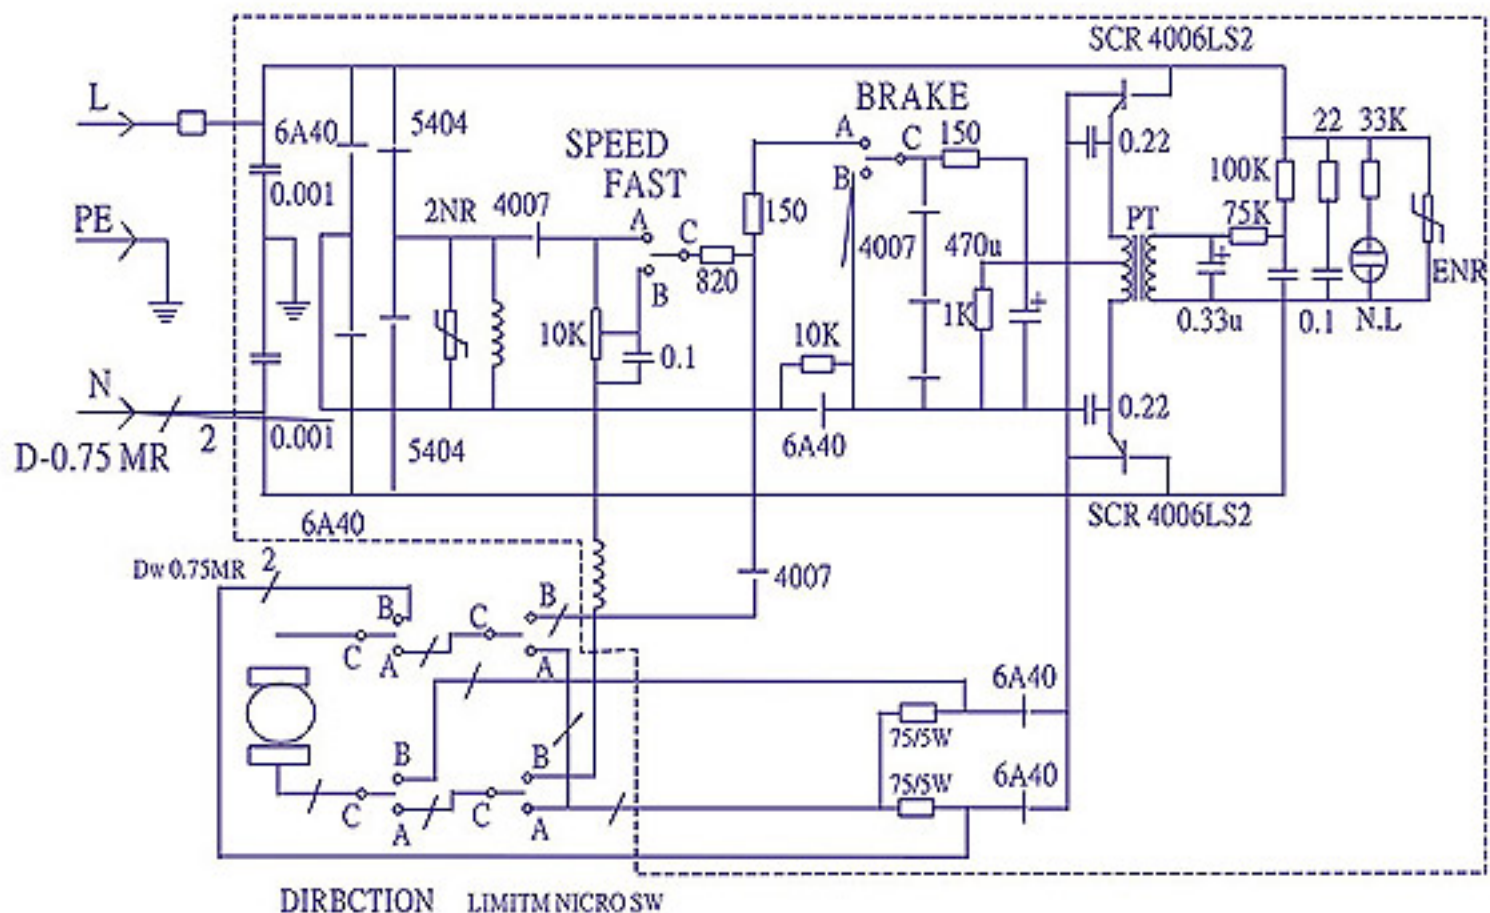 SCR 4006LS2
L
6A40
5404
SPEED
FAST
BRAKE
A
C
150
0.22
22
33K
0.001
B
100K
PE
2NR
4007
A
C
150
4007
470u
PT
75K
820
B
1K
ENR
10K
0.1
10K
0.33u
0.1
N.L
N
2
0.001
5404
6A40
0.22
D-0.75 MR
6A40
SCR 4006LS2
Dw 0.75MR
2
4007
B
C
B
C
A
A
6A40
75/5W
B
B
6A40
75/5W
C
A
C
A
DIRBCTION
LIMITM NICRO SW